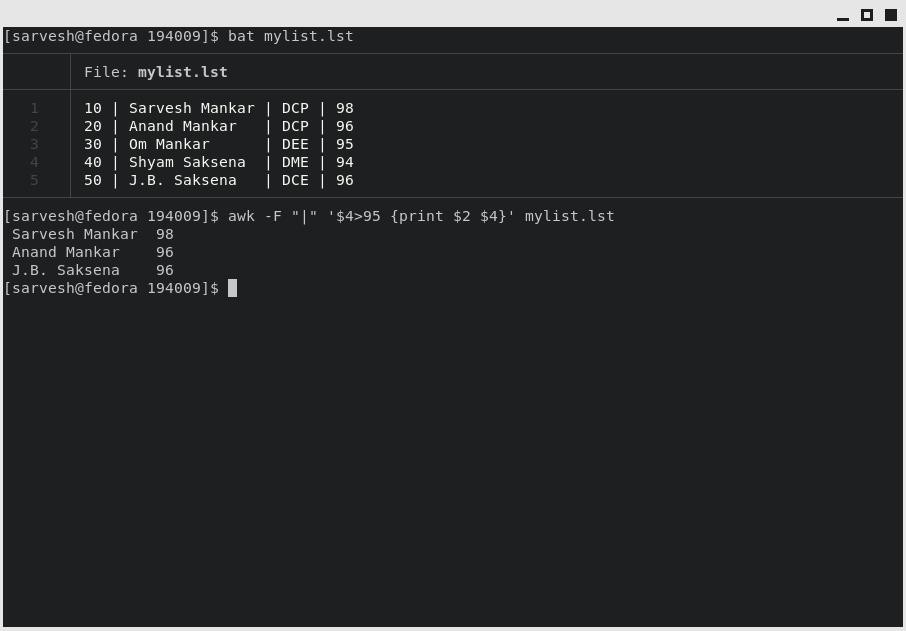 [sarvesh@fedora 194009]$ bat mylist.lst
File: mylist.lst
1 10 | Sarvesh Mankar | DCP | 98
2 20 | Anand Mankar   | DCP | 96
3 30 | Om Mankar      | DEE | 95
4 40 | Shyam Saksena  | DME | 94
5 50 | J.B. Saksena   | DCE | 96
[sarvesh@fedora 194009]$ awk -F "|" '$4>95 {print $2 $4}' mylist.lst
 Sarvesh Mankar  98
 Anand Mankar    96
 J.B. Saksena    96
[sarvesh@fedora 194009]$